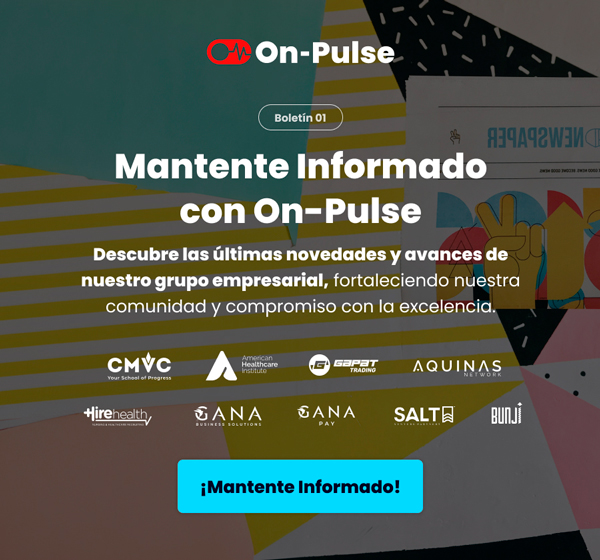 On-Pulse
Boletín 01
Mantente Informado
con On-Pulse
Descubre las últimas novedades y avances de
nuestro grupo empresarial, fortaleciendo nuestra
comunidad y compromiso con la excelencia.
CMVC
Your School of Progress
American
Healthcare
Institute
GAPBT
TRADING
AQUINAS
NETWORK
Hirehealth
GANA
BUSINESS SOLUTIONS
GANA
PAY
SALT
BUNJI
NEWSPAPER
¡Mantente Informado!